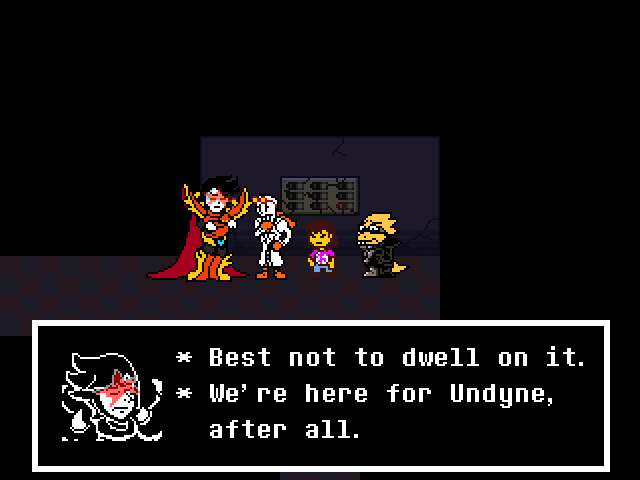 * Best not to dwell on it.
* We're here for Undyne,
after all.